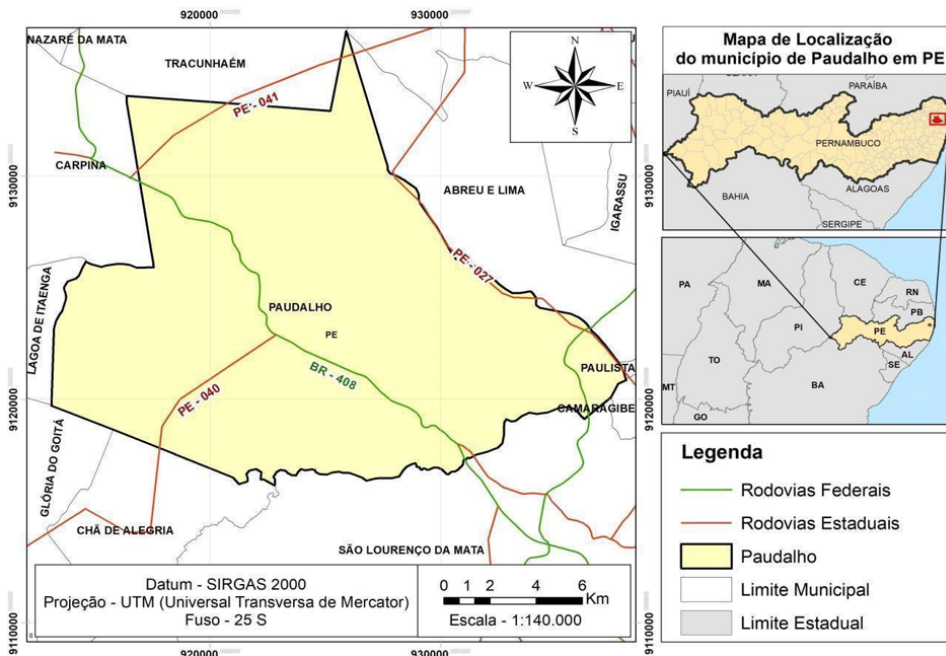 920000
930000
NAZARÉ DA MATA
TRACUNHAÉM
PE - 041
N
W
E
S
CARPINA
9130000
9130000
ABREU E LIMA
IGARASSU
PE - 027
LAGOA DE ITAENGA
PAUDALHO
PE
BR - 408
PE - 040
PAULISTA
CAMARAGIBE
9120000
9120000
GLÓRIA DO GOITÁ
CHÃ DE ALEGRIA
SÃO LOURENÇO DA MATA
Datum - SIRGAS 2000
Projeção - UTM (Universal Transversa de Mercator)
Fuso - 25 S
0 1 2 4 6
Km
Escala - 1:140.000
9110000
9110000
920000
930000
Mapa de Localização
do município de Paudalho em PE
PIAUÍ
CEARÁ
PARAÍBA
PERNAMBUCO
BAHIA
ALAGOAS
SERGIPE
PA
MA
CE
RN
PB
PI
PE
AL
SE
TO
BA
MT
GO
Legenda
Rodovias Federais
Rodovias Estaduais
Paudalho
Limite Municipal
Limite Estadual